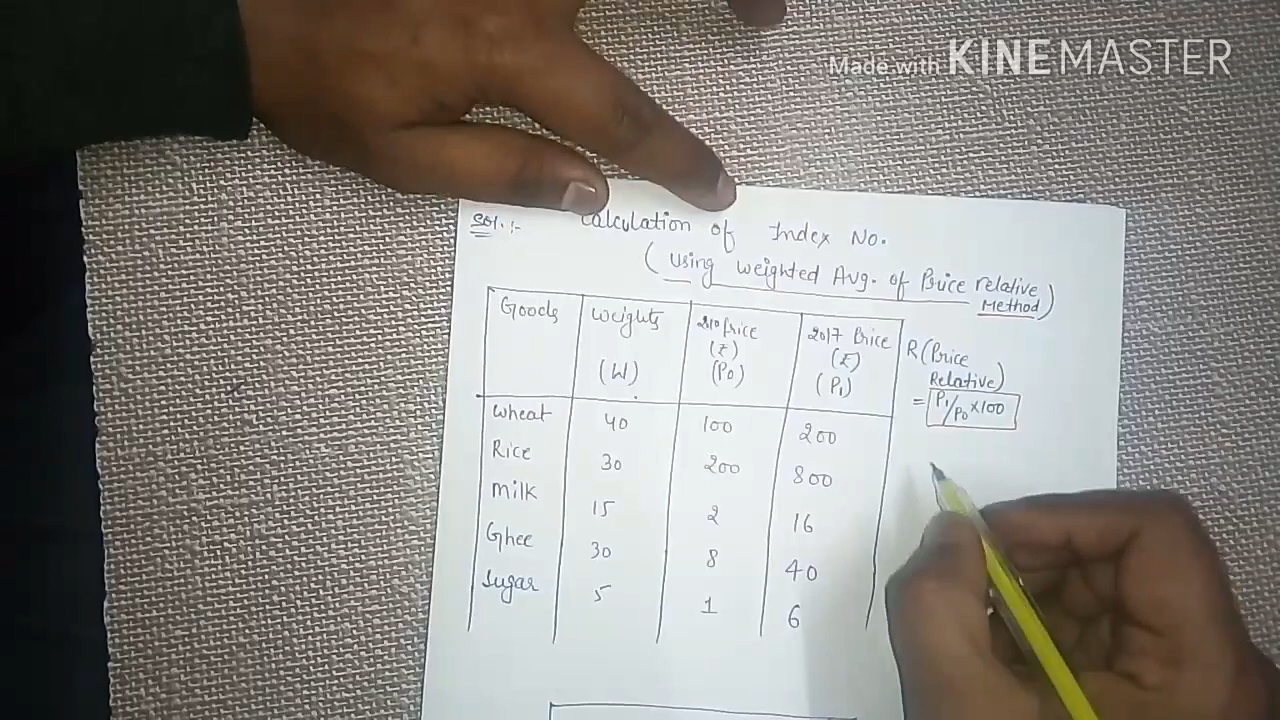 Made with KINEMASTER
Sol.:-
Calculation of Index No.
(Using weighted Avg. of Price relative
Method)
Goods Weights 2010 Price 2017 Price R (Price
(₹) (₹) Relative)
(W) (P0) (P1) = P1/P0 × 100
Wheat 40 100 200
Rice 30 200 800
Milk 15 2 16
Ghee 30 8 40
Sugar 5 1 6